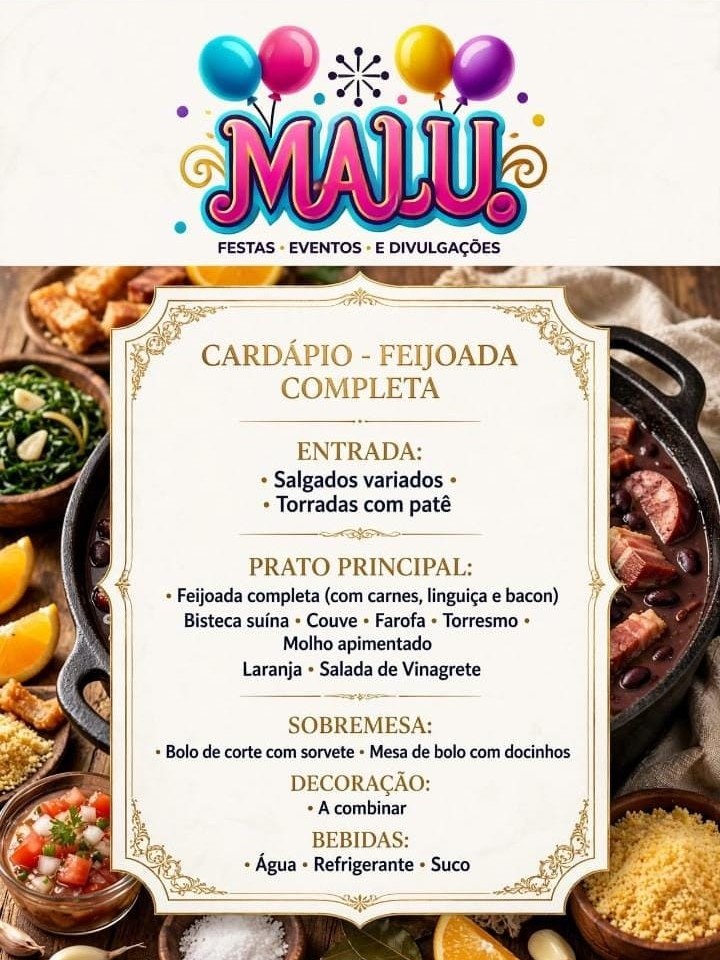 MALU
FESTAS • EVENTOS • E DIVULGAÇÕES
CARDÁPIO - FEIJOADA
COMPLETA
ENTRADA:
• Salgados variados •
• Torradas com patê
PRATO PRINCIPAL:
• Feijoada completa (com carnes, linguiça e bacon)
Bisteca suína • Couve • Farofa • Torresmo •
Molho apimentado
Laranja • Salada de Vinagrete
SOBREMESA:
• Bolo de corte com sorvete • Mesa de bolo com docinhos
DECORAÇÃO:
• A combinar
BEBIDAS:
• Água • Refrigerante • Suco